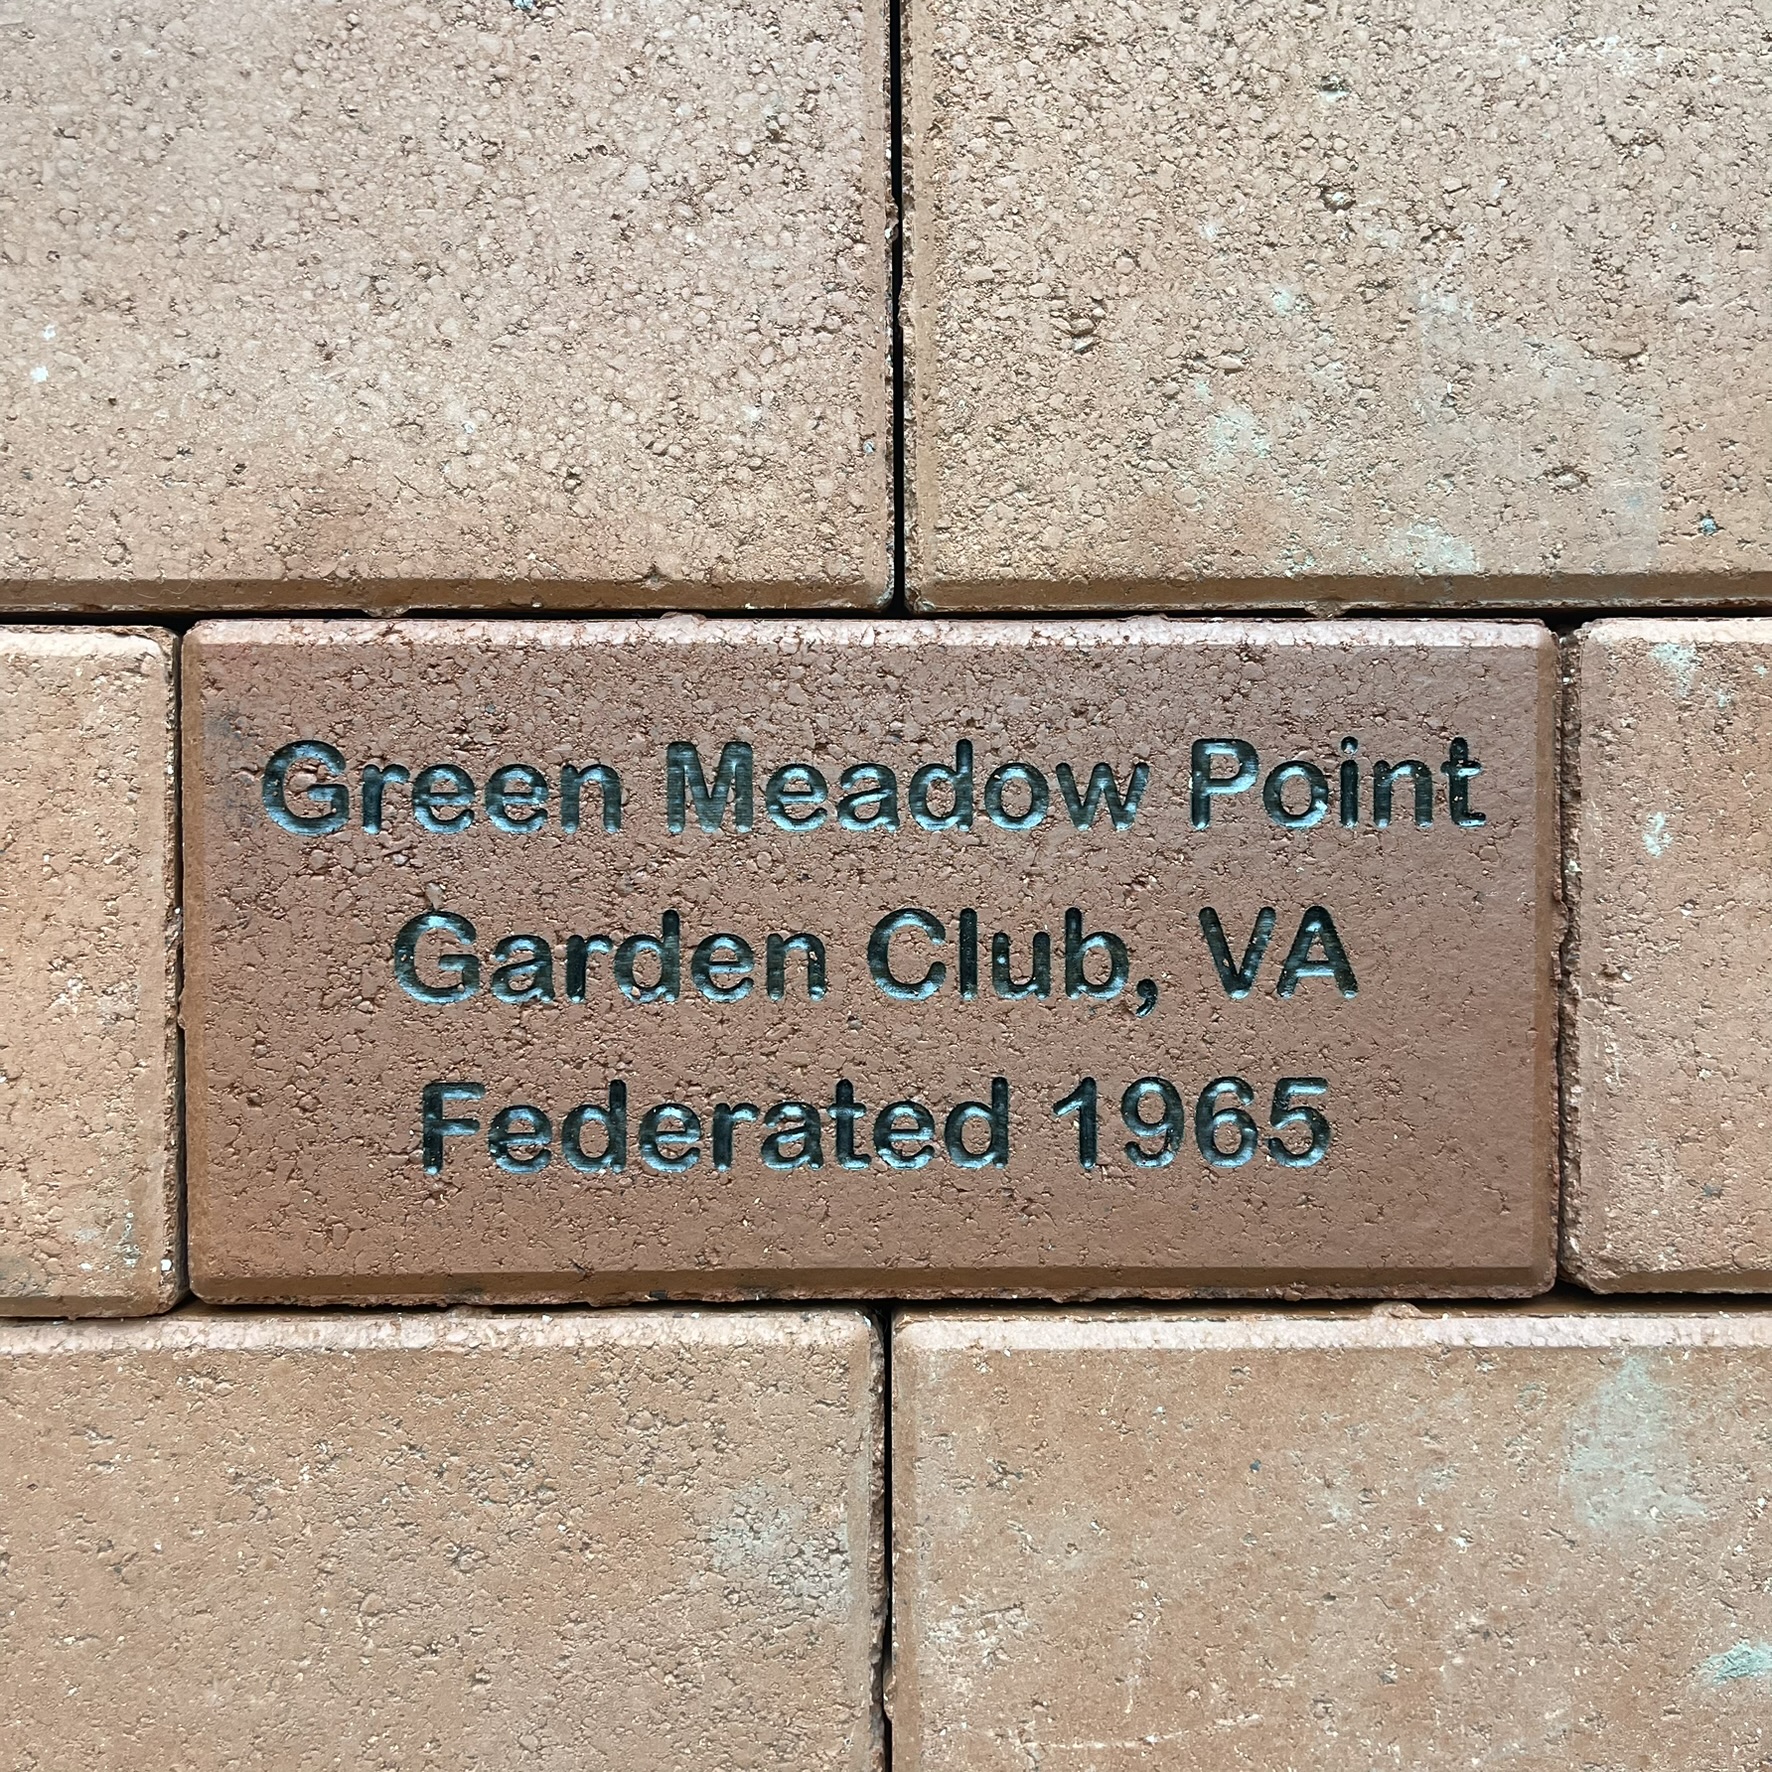 Green Meadow Point
Garden Club, VA
Federated 1965